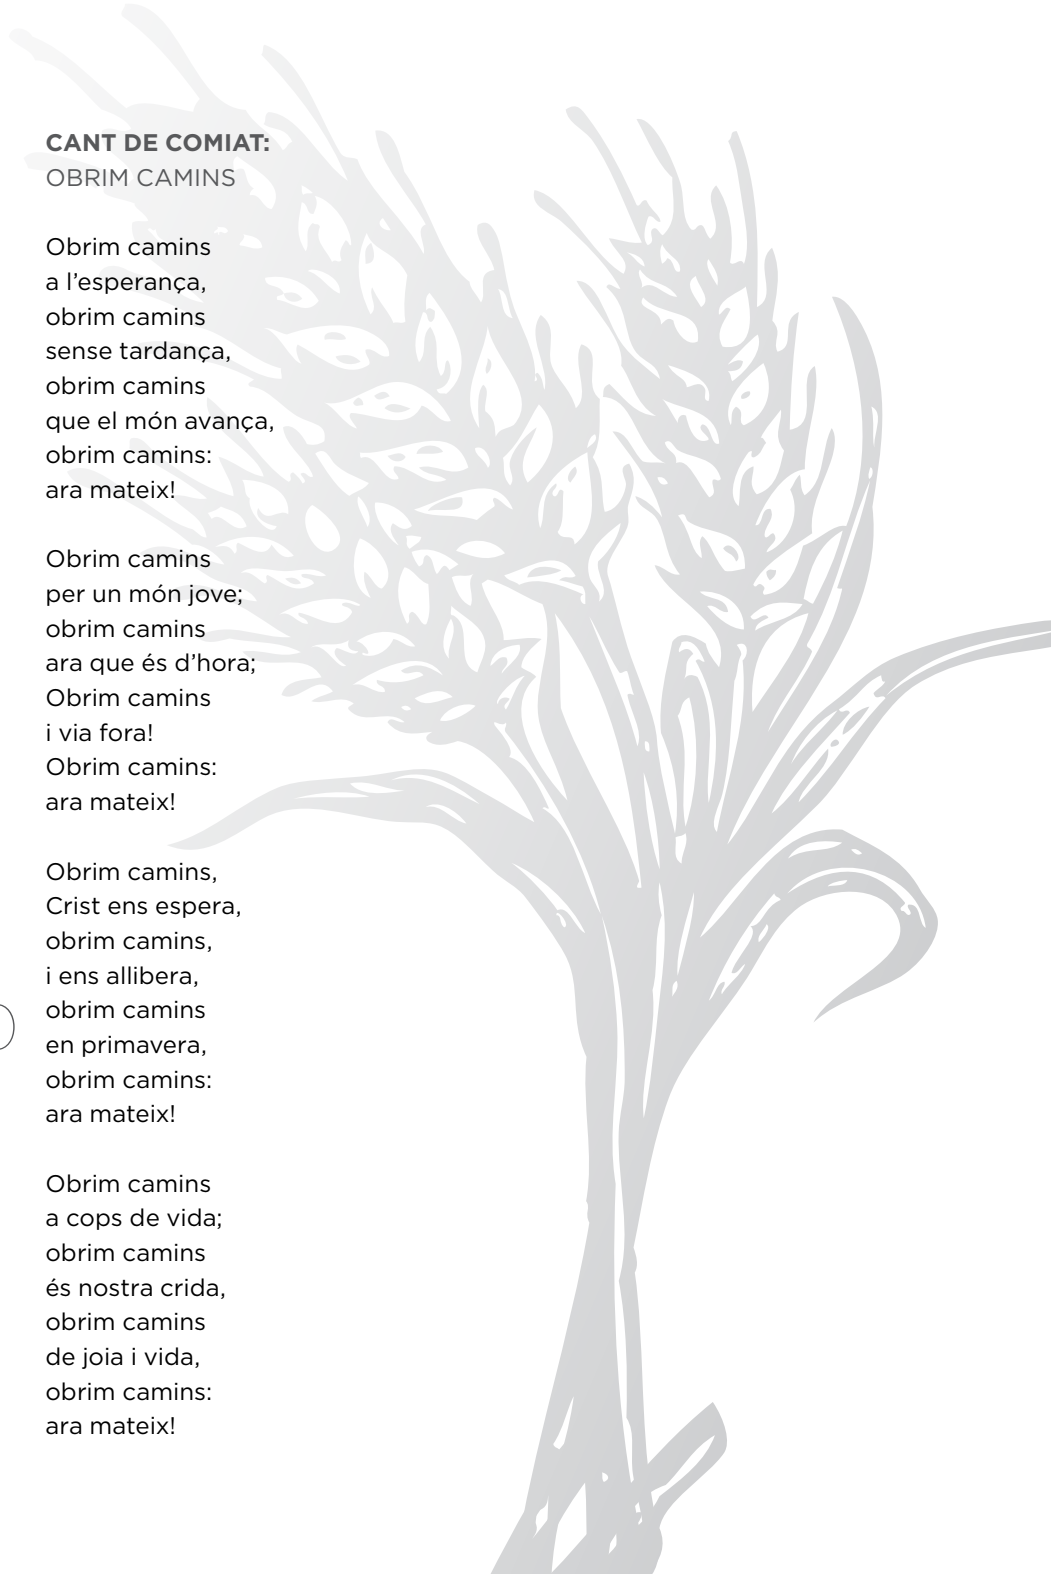 CANT DE COMIAT:
OBRIM CAMINS

Obrim camins
a l’esperança,
obrim camins
sense tardança,
obrim camins
que el món avança,
obrim camins:
ara mateix!

Obrim camins
per un món jove;
obrim camins
ara que és d’hora;
Obrim camins
i via fora!
Obrim camins:
ara mateix!

Obrim camins,
Crist ens espera,
obrim camins,
i ens allibera,
obrim camins
en primavera,
obrim camins:
ara mateix!

Obrim camins
a cops de vida;
obrim camins
és nostra crida,
obrim camins
de joia i vida,
obrim camins:
ara mateix!